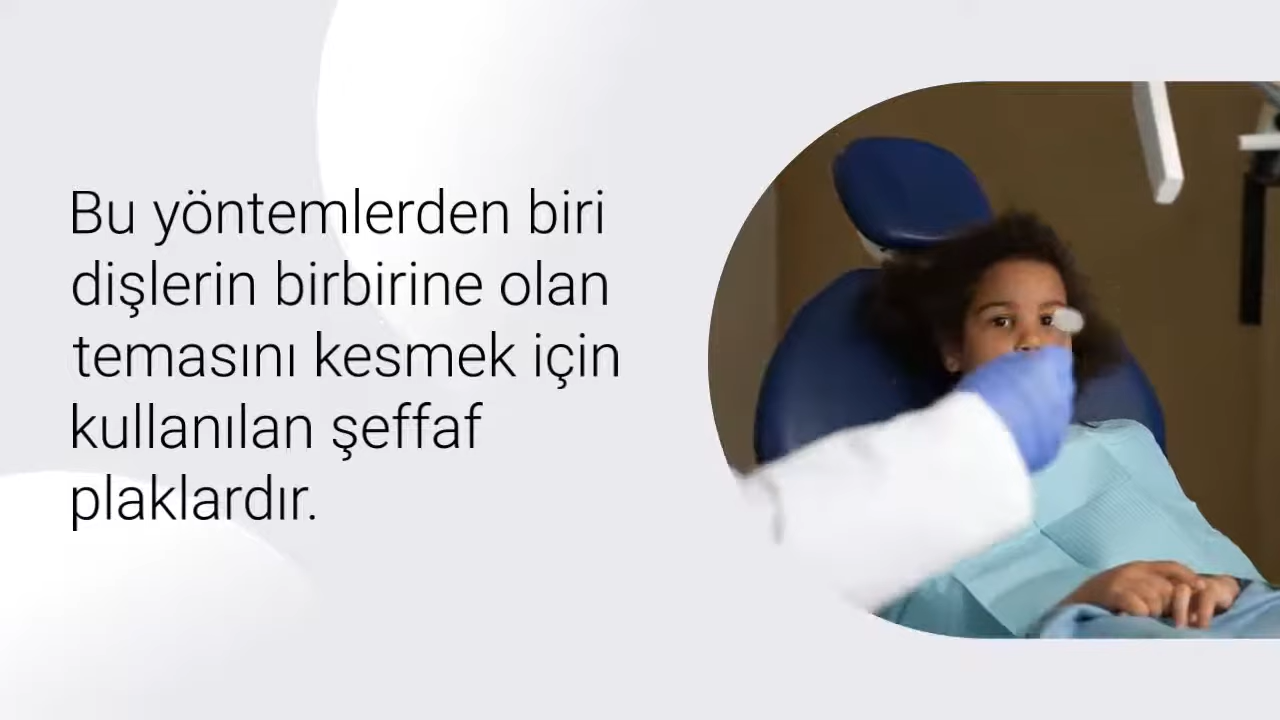 Bu yöntemlerden biri
dişlerin birbirine olan
temasını kesmek için
kullanılan şeffaf
plaklardır.